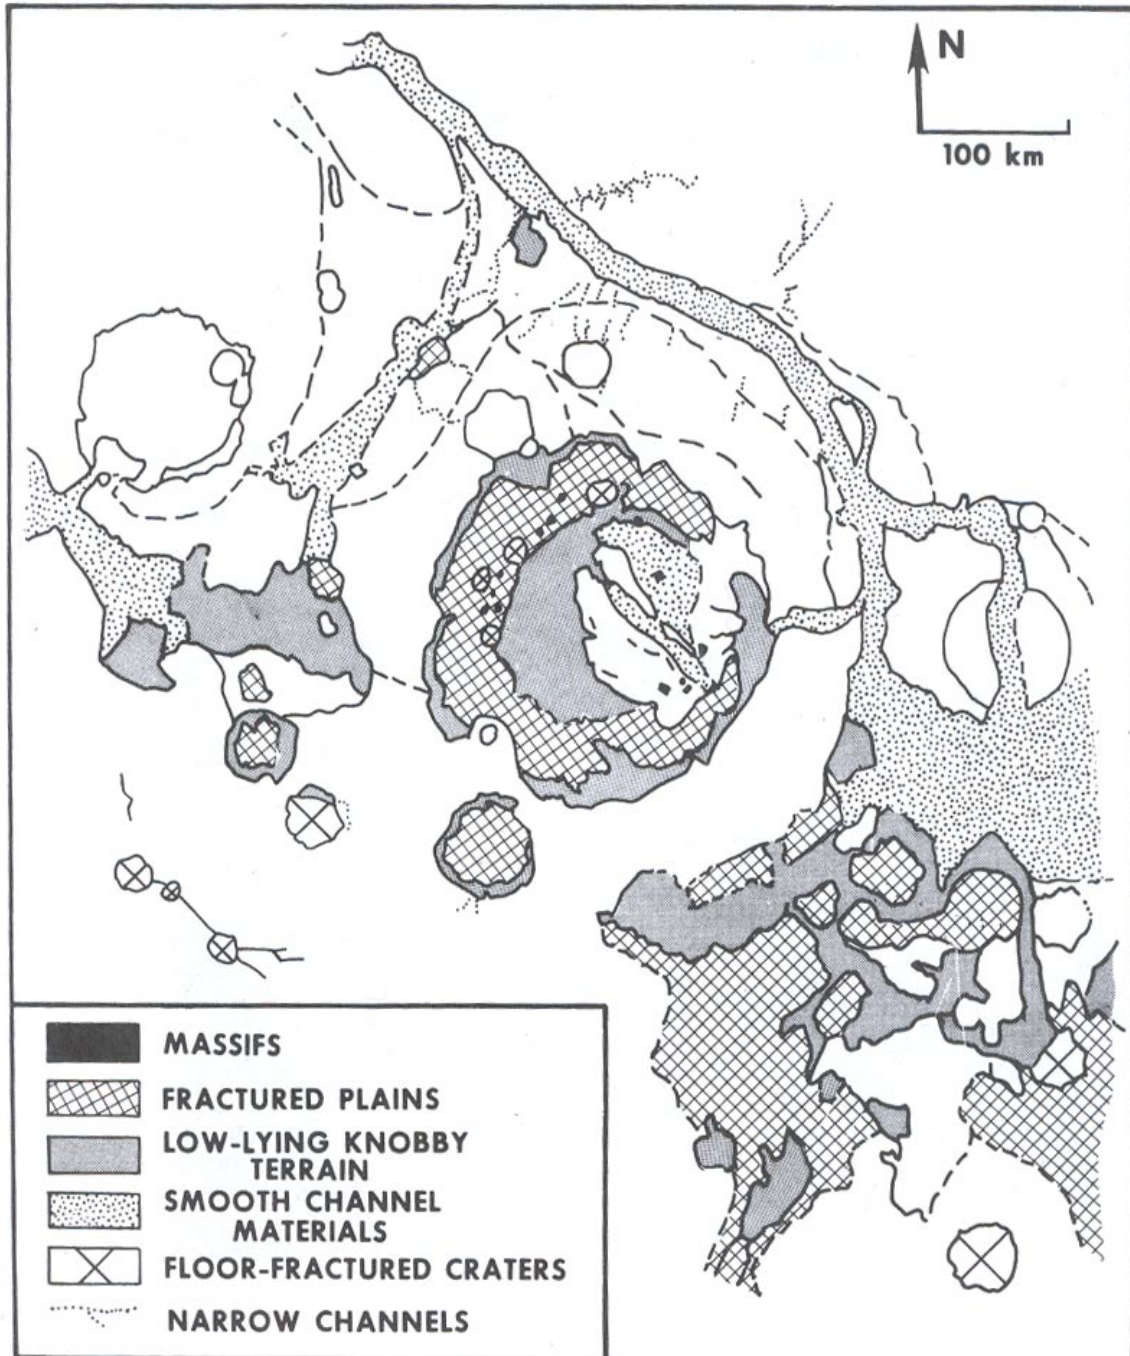 N
100 km
MASSIFS
FRACTURED PLAINS
LOW-LYING KNOBBY
TERRAIN
SMOOTH CHANNEL
MATERIALS
FLOOR-FRACTURED CRATERS
NARROW CHANNELS